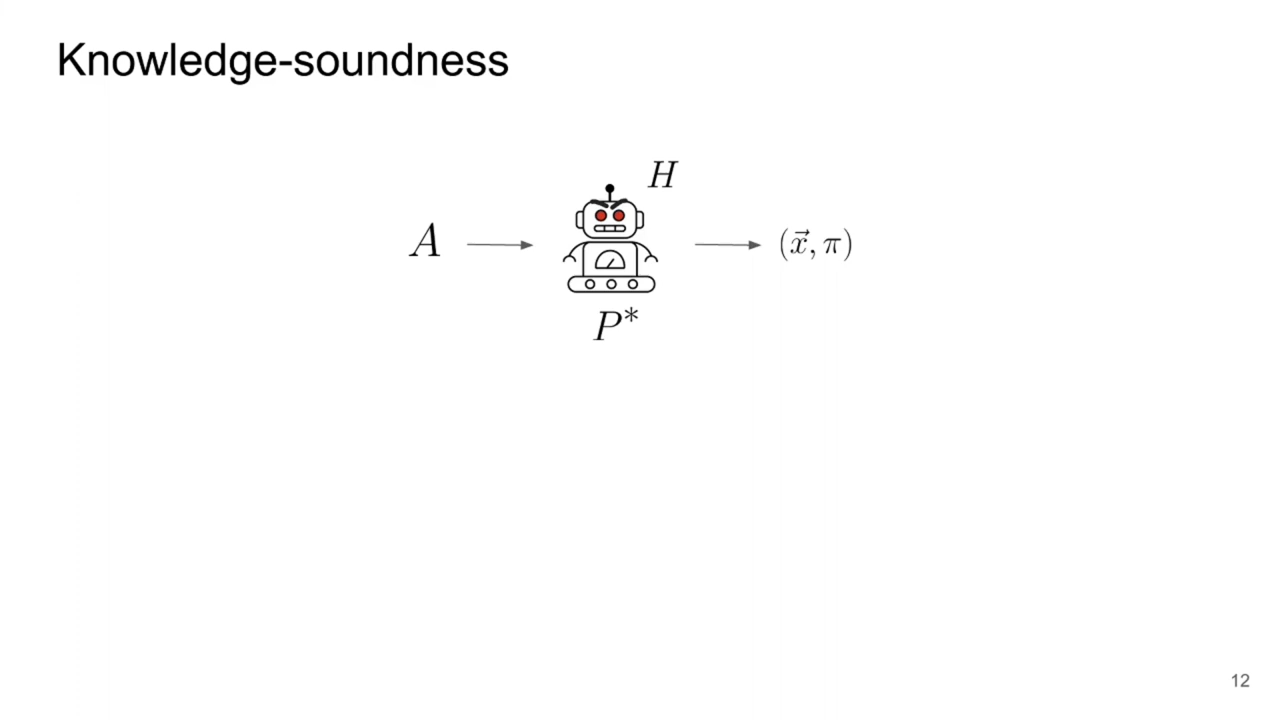 Knowledge-soundness
H
A
(x⃗, π)
P*
12